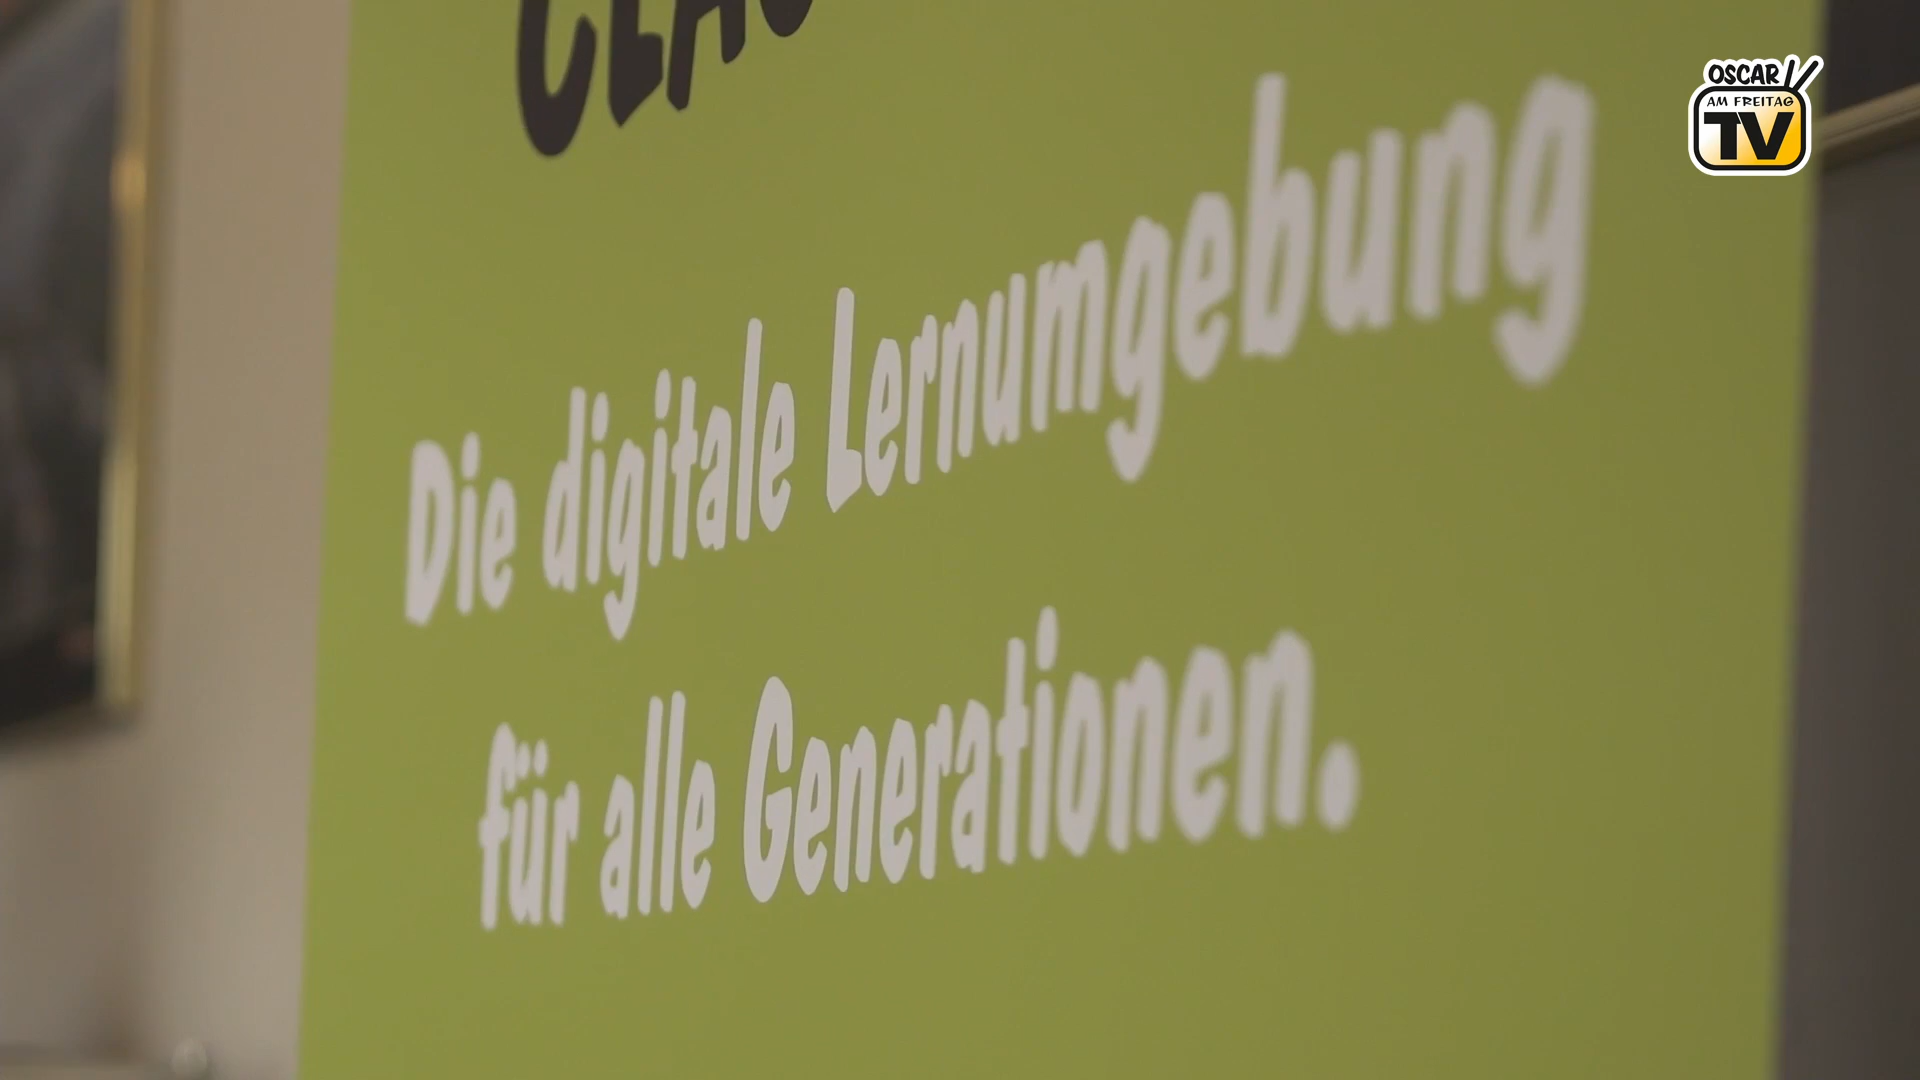 OSCAR
AM FREITAG
TV
Die digitale Lernumgebung
für alle Generationen.